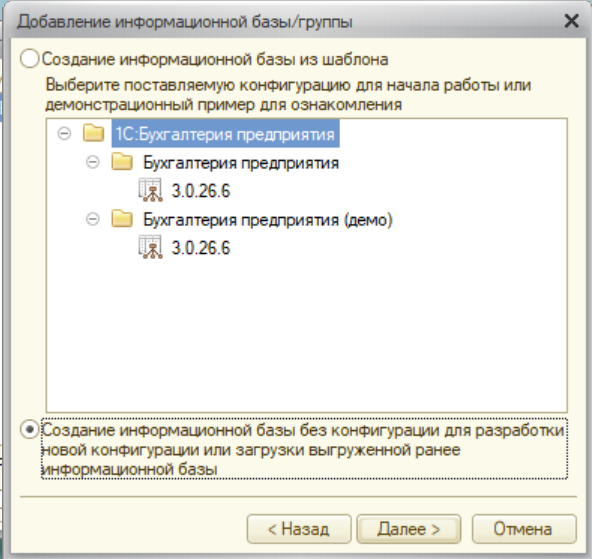 Добавление информационной базы/группы
Создание информационной базы из шаблона
Выберите поставляемую конфигурацию для начала работы или
демонстрационный пример для ознакомления
1С:Бухгалтерия предприятия
Бухгалтерия предприятия
3.0.26.6
Бухгалтерия предприятия (демо)
3.0.26.6
Создание информационной базы без конфигурации для разработки
новой конфигурации или загрузки выгруженной ранее
информационной базы
< Назад Далее > Отмена